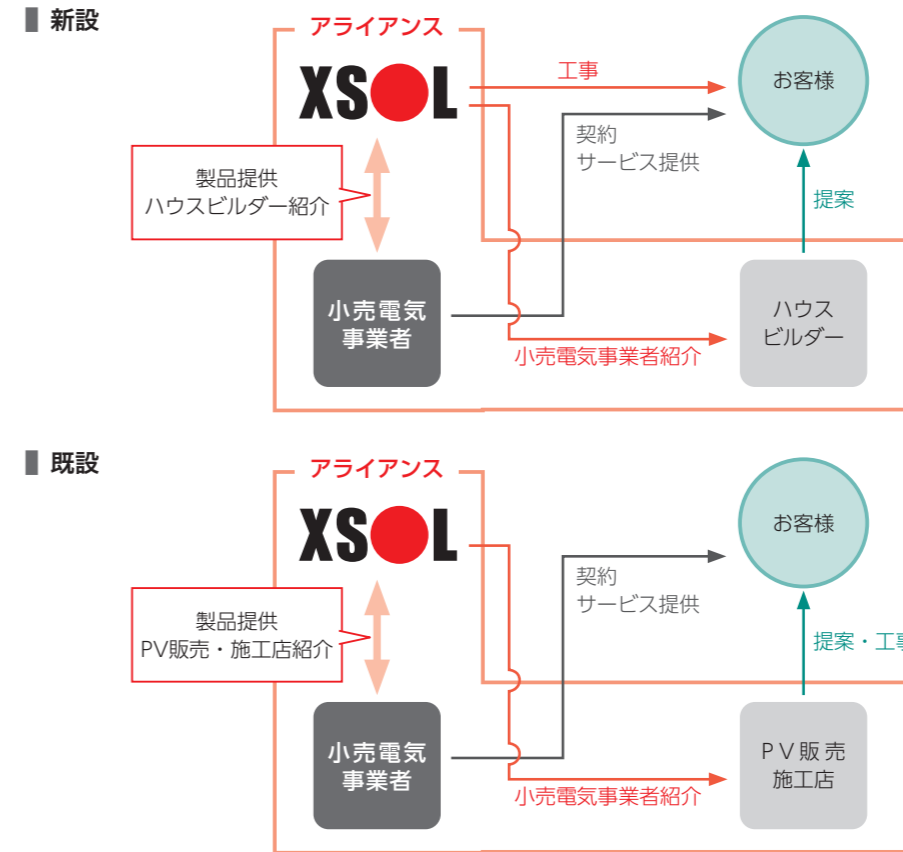 新設
アライアンス
XSOL
工事
お客様
契約
サービス提供
製品提供
ハウスビルダー紹介
提案
小売電気
事業者
ハウス
ビルダー
小売電気事業者紹介
既設
アライアンス
XSOL
お客様
契約
サービス提供
製品提供
PV販売・施工店紹介
提案・工事
小売電気
事業者
PV販売
施工店
小売電気事業者紹介